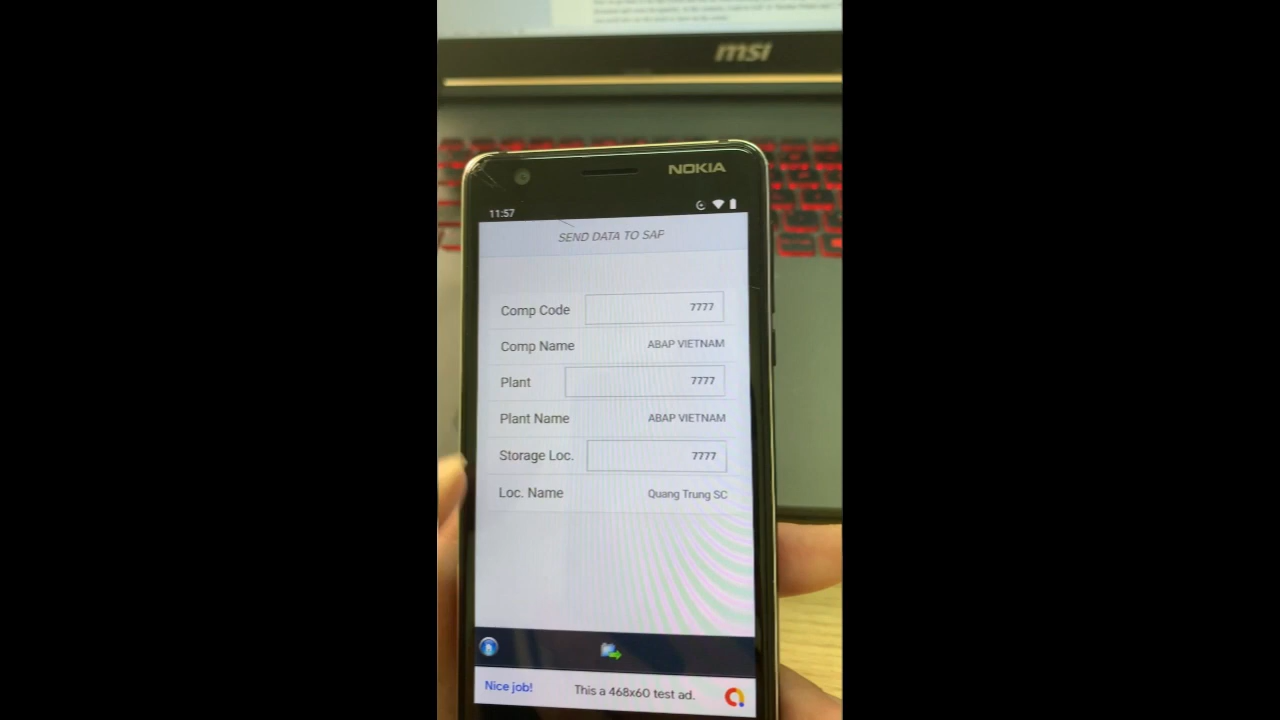 msi
NOKIA
11:57
SEND DATA TO SAP
Comp Code 7777
Comp Name ABAP VIETNAM
Plant 7777
Plant Name ABAP VIETNAM
Storage Loc. 7777
Loc. Name Quang Trung SC
Nice job! This a 468x60 test ad.